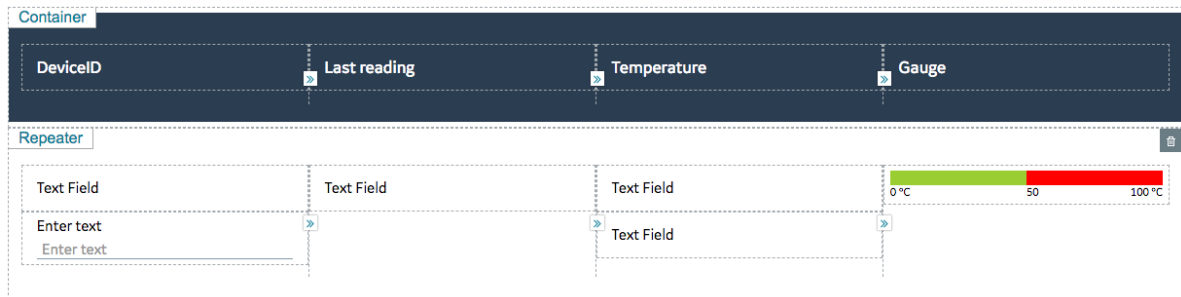 Container
DeviceID Last reading Temperature Gauge
Repeater
Text Field Text Field Text Field
0 °C 50 100 °C
Enter text
Text Field
Enter text